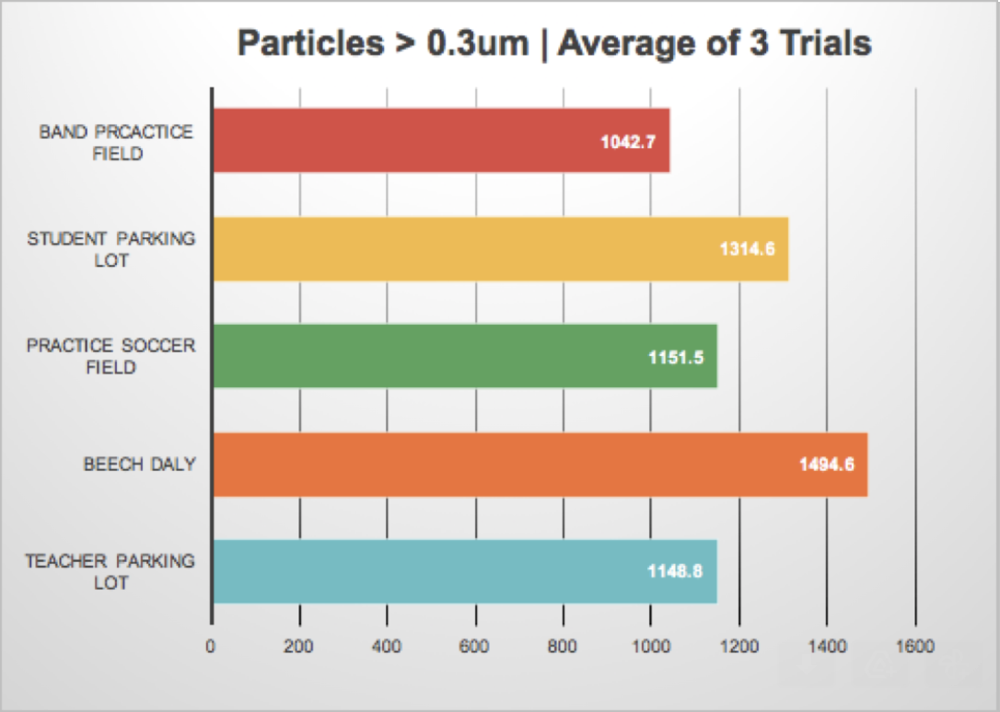 Particles > 0.3um | Average of 3 Trials
BAND PRCACTICE
FIELD
1042.7
STUDENT PARKING
LOT
1314.6
PRACTICE SOCCER
FIELD
1151.5
BEECH DALY
1494.6
TEACHER PARKING
LOT
1148.8
0 200 400 600 800 1000 1200 1400 1600